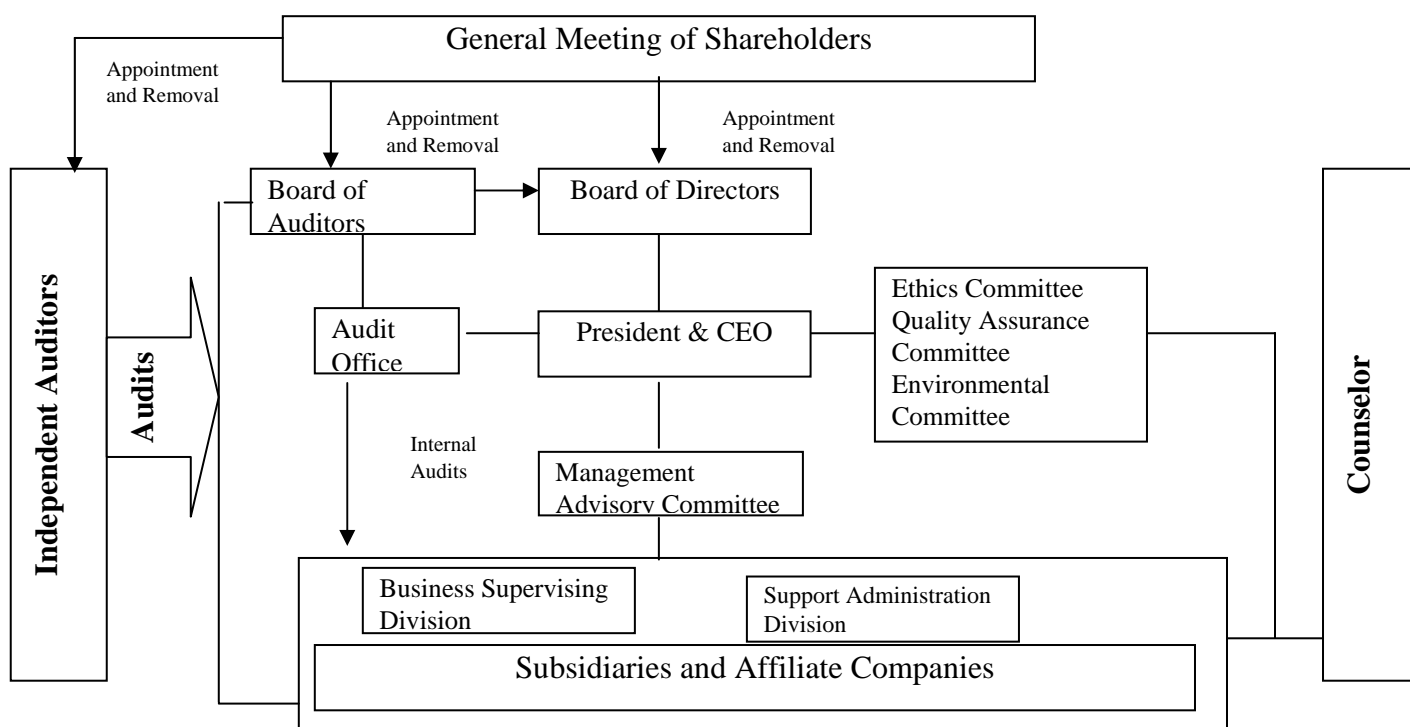 General Meeting of Shareholders
Appointment
and Removal
Appointment
and Removal
Appointment
and Removal
Independent Auditors
Audits
Board of
Auditors
Board of Directors
Audit
Office
President & CEO
Ethics Committee
Quality Assurance
Committee
Environmental
Committee
Counselor
Internal
Audits
Management
Advisory Committee
Business Supervising
Division
Support Administration
Division
Subsidiaries and Affiliate Companies